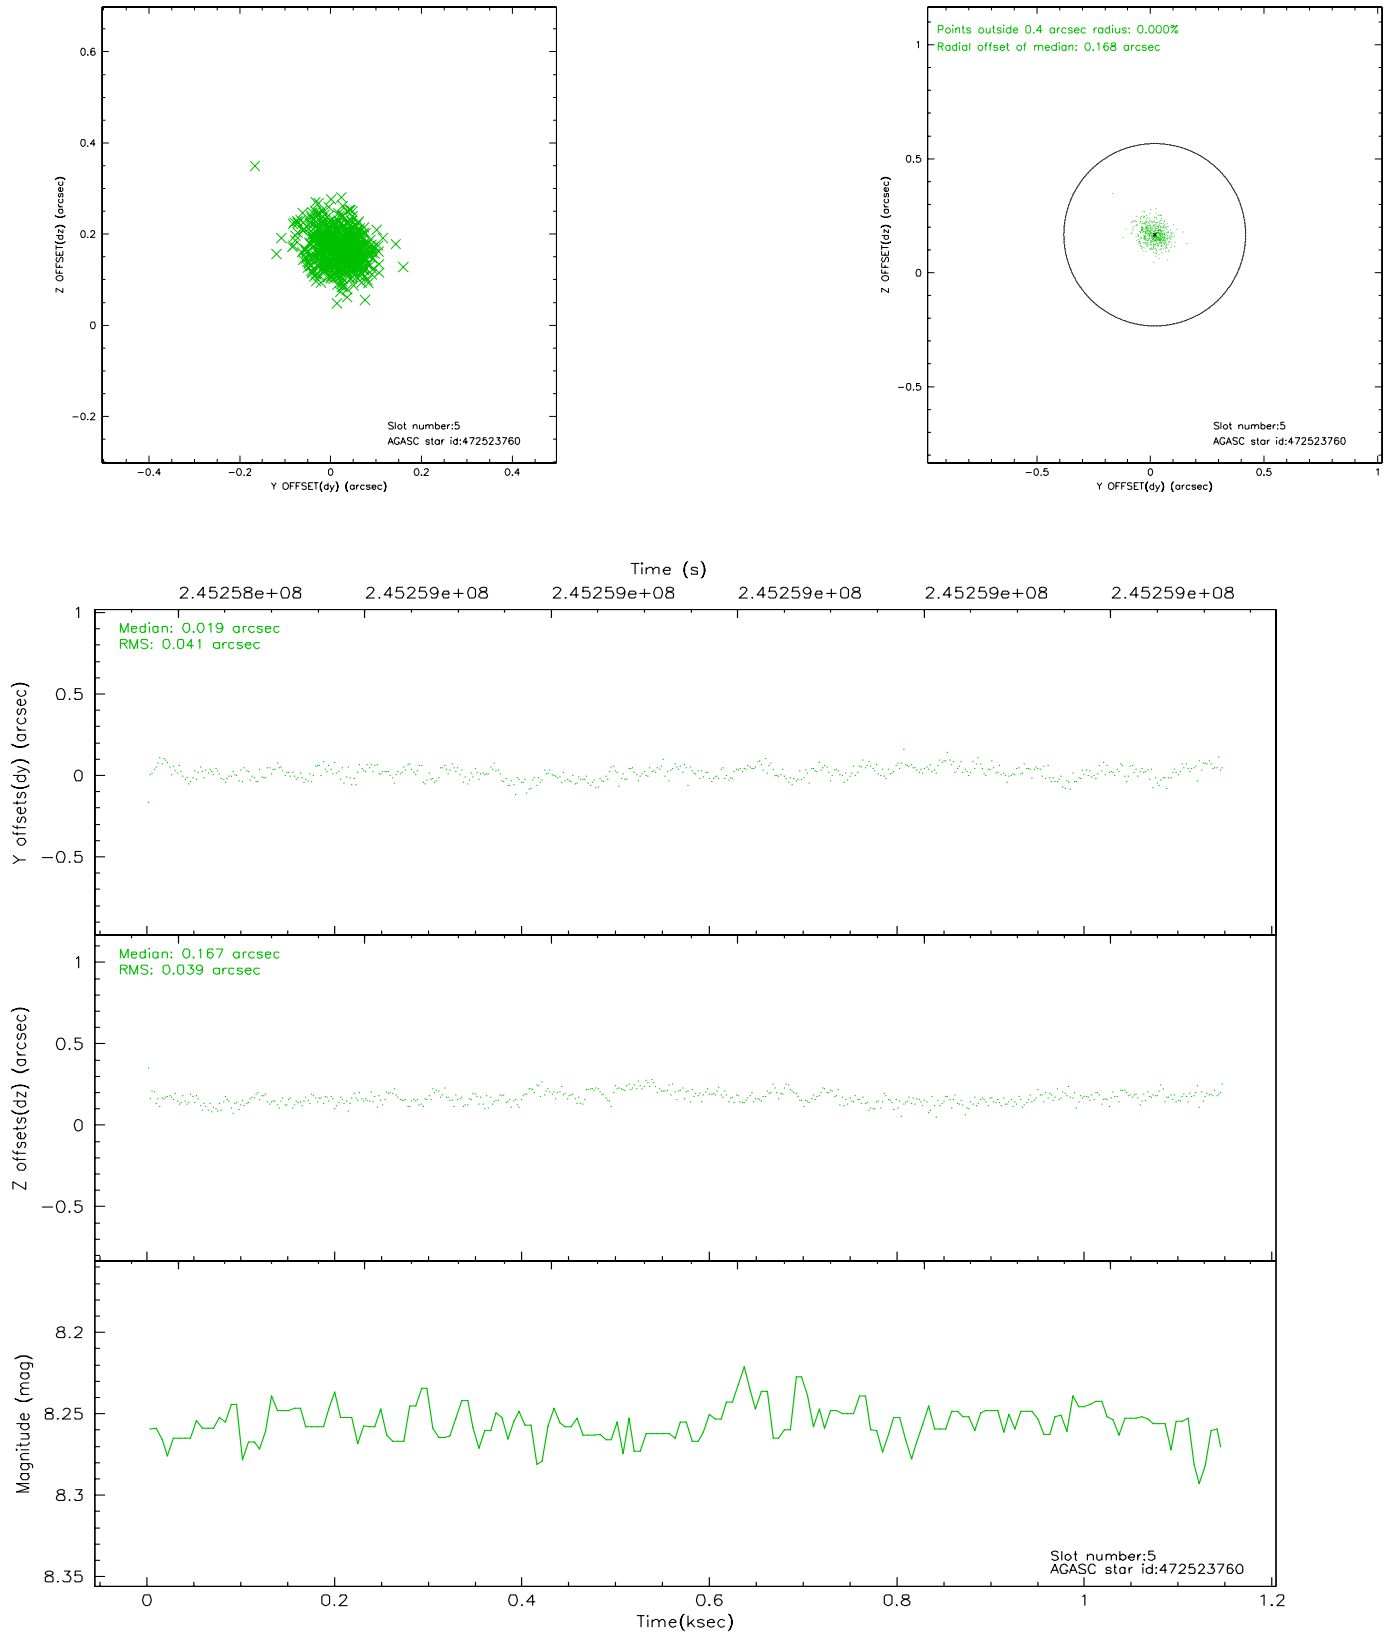 0.6
0.4
0.2
0
−0.2
Z OFFSET(dz) (arcsec)
−0.4
−0.2
0
0.2
0.4
Y OFFSET(dy) (arcsec)
Slot number:5
AGASC star id:472523760
Points outside 0.4 arcsec radius: 0.000%
Radial offset of median: 0.168 arcsec
1
0.5
0
−0.5
Z OFFSET(dz) (arcsec)
−0.5
0
0.5
1
Y OFFSET(dy) (arcsec)
Slot number:5
AGASC star id:472523760
Time (s)
2.45258e+08
2.45259e+08
2.45259e+08
2.45259e+08
2.45259e+08
2.45259e+08
Median: 0.019 arcsec
RMS: 0.041 arcsec
1
0.5
0
−0.5
Y offsets(dy) (arcsec)
Median: 0.167 arcsec
RMS: 0.039 arcsec
1
0.5
0
−0.5
Z offsets(dz) (arcsec)
8.2
8.25
8.3
8.35
Magnitude (mag)
Slot number:5
AGASC star id:472523760
0
0.2
0.4
0.6
0.8
1
1.2
Time(ksec)